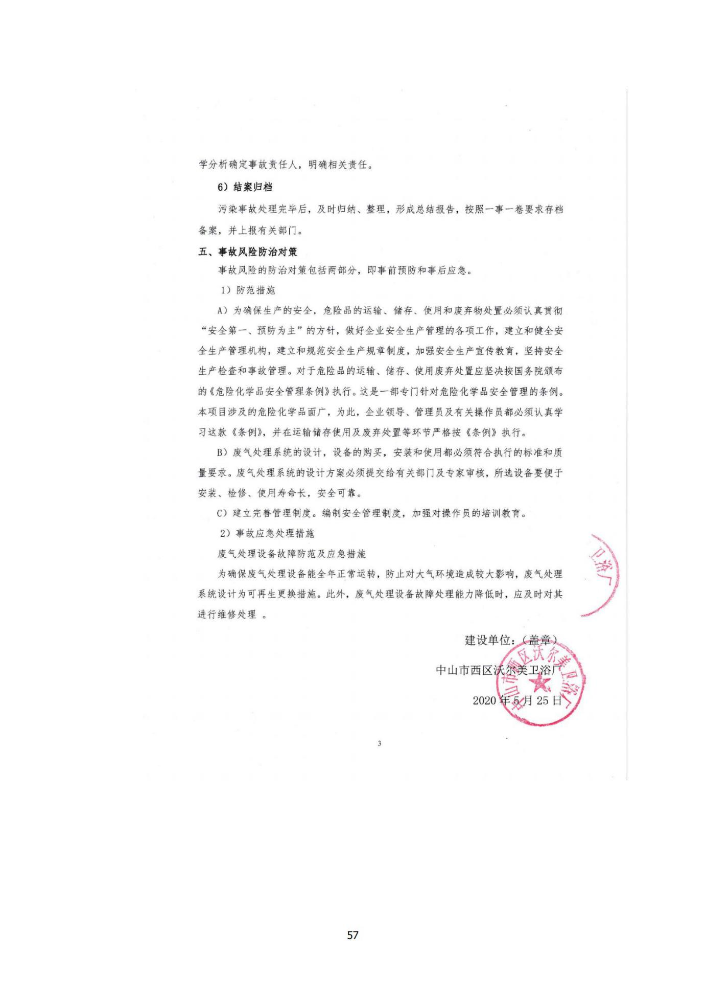 学分析确定事故责任人，明确相关责任。
6）结案归档
污染事故处理完毕后，及时归纳、整理，形成总结报告，按照一事一卷要求存档
备案，并上报有关部门。
五、事故风险防治对策
事故风险的防治对策包括两部分，即事前预防和事后应急。
1）防范措施
A）为确保生产的安全，危险品的运输、储存、使用和废弃物处置必须认真贯彻
“安全第一、预防为主”的方针，做好企业安全生产管理的各项工作，建立和健全安
全生产管理机构，建立和规范安全生产规章制度，加强安全生产宣传教育，坚持安全
生产检查和事故管理。对于危险品的运输、储存、使用废弃处置应坚决按国务院颁布
的《危险化学品安全管理条例》执行。这是一部专门针对危险化学品安全管理的条例。
本项目涉及的危险化学品面广，为此，企业领导、管理员及有关操作员都必须认真学
习这款《条例》，并在运输储存使用及废弃处置等环节严格按《条例》执行。
B）废气处理系统的设计，设备的购买，安装和使用都必须符合执行的标准和质
量要求。废气处理系统的设计方案必须提交给有关部门及专家审核，所选设备要便于
安装、检修、使用寿命长，安全可靠。
C）建立完善管理制度。编制安全管理制度，加强对操作员的培训教育。
2）事故应急处理措施
废气处理设备故障防范及应急措施
为确保废气处理设备能全年正常运转，防止对大气环境造成较大影响，废气处理
系统设计为可再生更换措施。此外，废气处理设备故障处理能力降低时，应及时对其
进行维修处理 。
卫浴厂
建设单位：（盖章）
中山市西区沃尔美卫浴厂
2020 年 5 月 25 日
中山市西区沃尔美卫浴厂
3
57